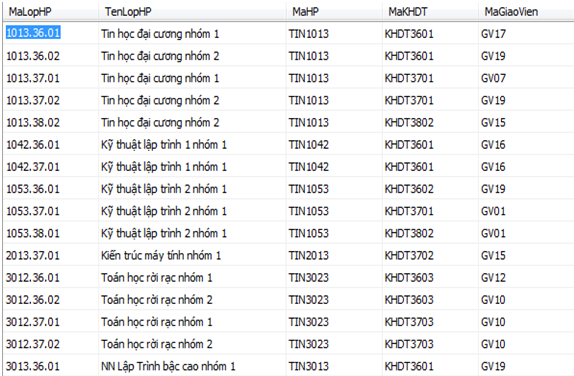 MaLopHP TenLopHP MaHP MaKHDT MaGiaoVien
1013.36.01 Tin học đại cương nhóm 1 TIN1013 KHDT3601 GV17
1013.36.02 Tin học đại cương nhóm 2 TIN1013 KHDT3601 GV19
1013.37.01 Tin học đại cương nhóm 1 TIN1013 KHDT3701 GV07
1013.37.02 Tin học đại cương nhóm 2 TIN1013 KHDT3701 GV19
1013.38.02 Tin học đại cương nhóm 2 TIN1013 KHDT3802 GV15
1042.36.01 Kỹ thuật lập trình 1 nhóm 1 TIN1042 KHDT3601 GV16
1042.37.01 Kỹ thuật lập trình 1 nhóm 1 TIN1042 KHDT3601 GV16
1053.36.01 Kỹ thuật lập trình 2 nhóm 1 TIN1053 KHDT3602 GV19
1053.37.01 Kỹ thuật lập trình 2 nhóm 1 TIN1053 KHDT3701 GV01
1053.38.01 Kỹ thuật lập trình 2 nhóm 1 TIN1053 KHDT3802 GV01
2013.37.01 Kiến trúc máy tính nhóm 1 TIN2013 KHDT3702 GV15
3012.36.01 Toán học rời rạc nhóm 1 TIN3023 KHDT3603 GV12
3012.36.02 Toán học rời rạc nhóm 2 TIN3023 KHDT3603 GV10
3012.37.01 Toán học rời rạc nhóm 1 TIN3023 KHDT3703 GV10
3012.37.02 Toán học rời rạc nhóm 2 TIN3023 KHDT3703 GV10
3013.36.01 NN Lập Trình bậc cao nhóm 1 TIN3013 KHDT3601 GV19